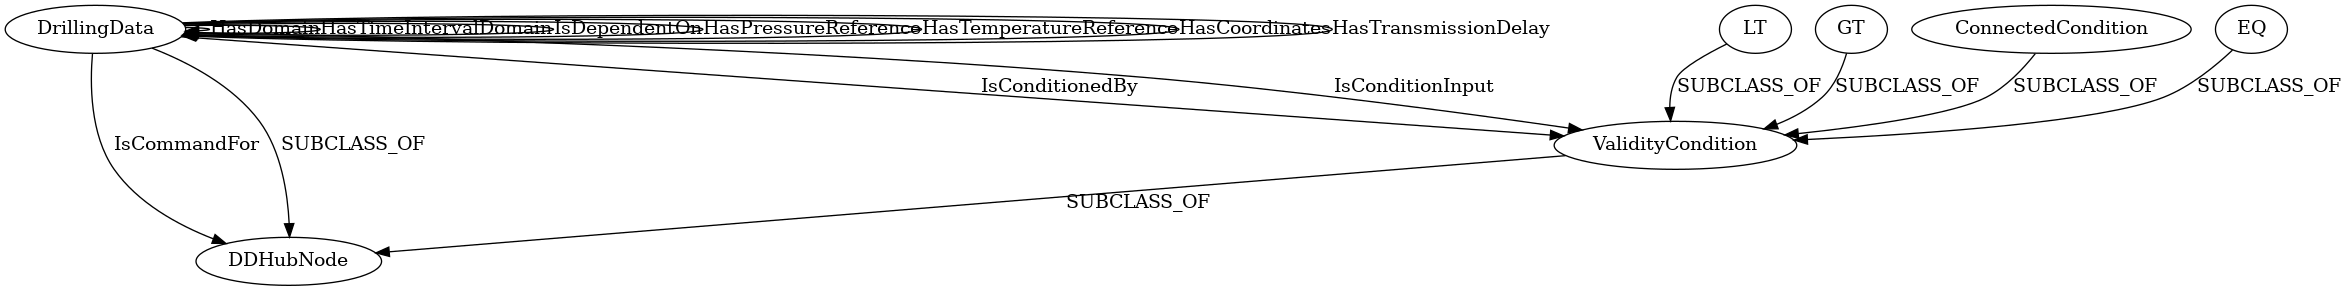 DrillingData
HasDomain
HasTimeIntervalDomain
IsDependentOn
HasPressureReference
HasTemperatureReference
HasCoordinates
HasTransmissionDelay
LT
GT
ConnectedCondition
EQ
IsConditionedBy
IsConditionInput
SUBCLASS_OF
SUBCLASS_OF
SUBCLASS_OF
SUBCLASS_OF
IsCommandFor
SUBCLASS_OF
ValidityCondition
SUBCLASS_OF
DDHubNode